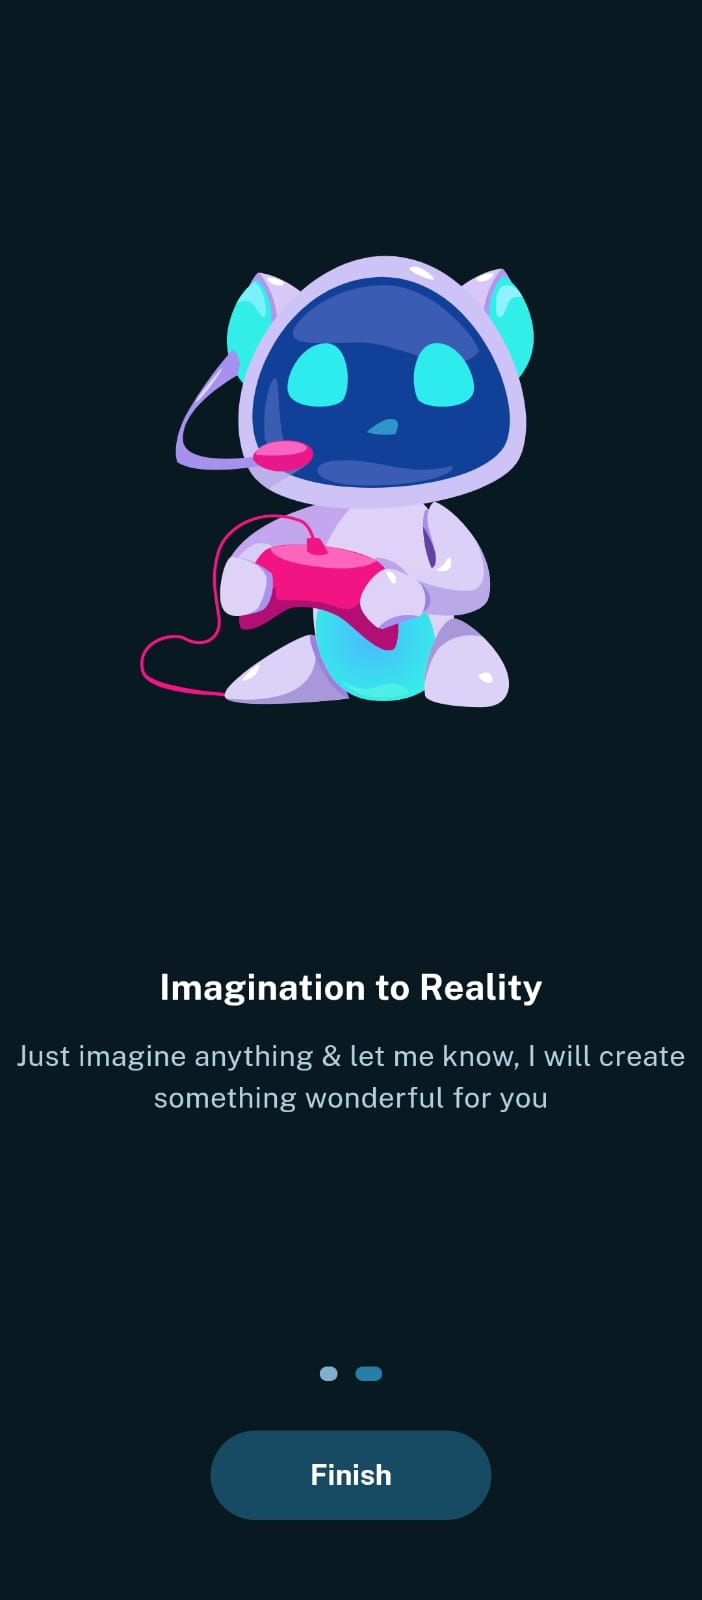 Imagination to Reality
Just imagine anything & let me know, I will create
something wonderful for you
Finish